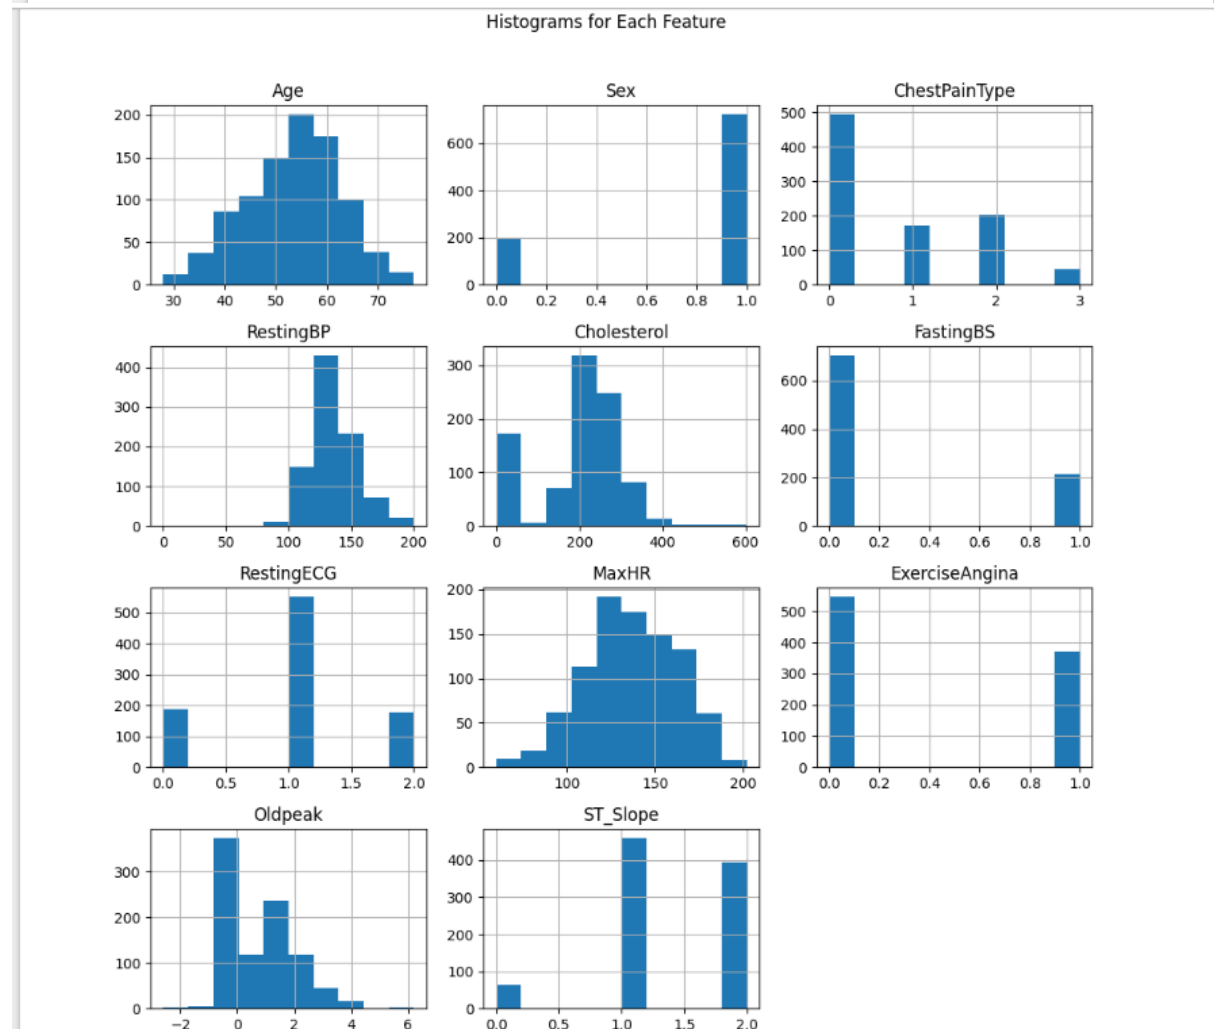 Histograms for Each Feature
Age
Sex
ChestPainType
200
150
100
50
0
30 40 50 60 70
600
400
200
0
0.0 0.2 0.4 0.6 0.8 1.0
500
400
300
200
100
0
0 1 2 3
RestingBP
Cholesterol
FastingBS
400
300
200
100
0
0 50 100 150 200
300
200
100
0
0 200 400 600
600
400
200
0
0.0 0.2 0.4 0.6 0.8 1.0
RestingECG
MaxHR
ExerciseAngina
500
400
300
200
100
0
0.0 0.5 1.0 1.5 2.0
200
150
100
50
0
100 150 200
500
400
300
200
100
0
0.0 0.2 0.4 0.6 0.8 1.0
Oldpeak
ST_Slope
300
200
100
0
−2 0 2 4 6
400
300
200
100
0
0.0 0.5 1.0 1.5 2.0